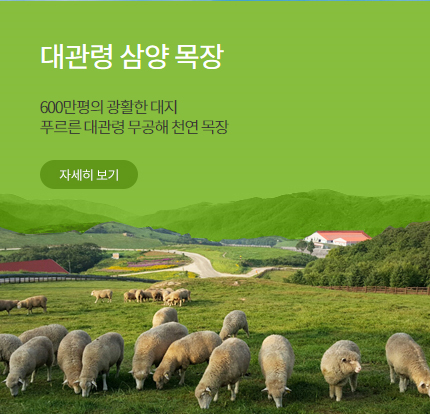 대관령 삼양 목장
600만평의 광활한 대지
푸르른 대관령 무공해 천연 목장
자세히 보기